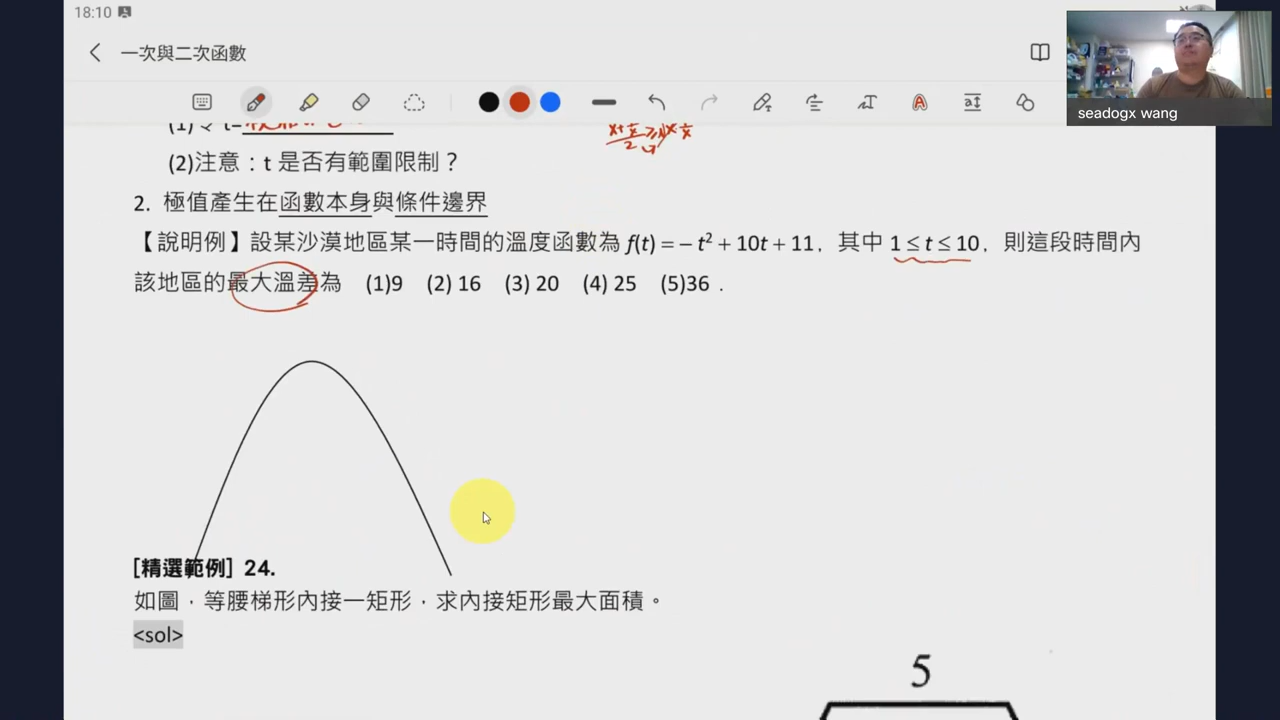 18:10
一次與二次函數
seadogx wang
(1)令 t=
x+1/x
2
(2)注意：t 是否有範圍限制？
2. 極值產生在函數本身與條件邊界
【說明例】設某沙漠地區某一時間的溫度函數為 f(t) = – t² + 10t + 11，其中 1 ≤ t ≤ 10，則這段時間內
該地區的最大溫差為 (1)9 (2) 16 (3) 20 (4) 25 (5)36．
[精選範例] 24.
如圖，等腰梯形內接一矩形，求內接矩形最大面積。
<sol>
5